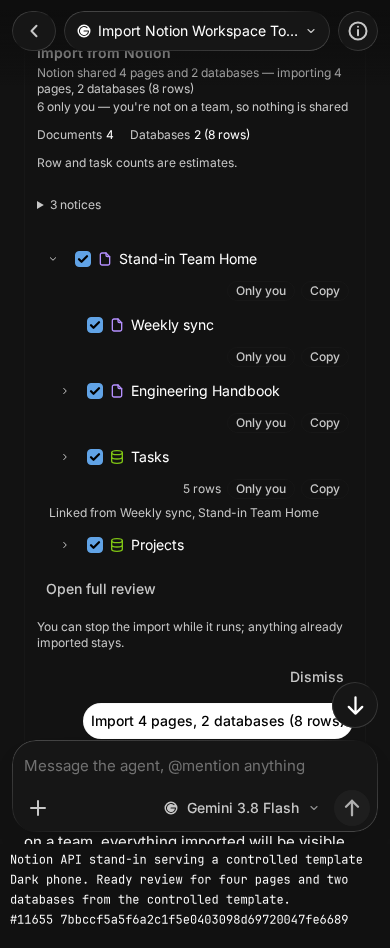 Import Notion Workspace To...
Import from Notion
Notion shared 4 pages and 2 databases — importing 4
pages, 2 databases (8 rows)
6 only you — you're not on a team, so nothing is shared
Documents 4 Databases 2 (8 rows)
Row and task counts are estimates.
3 notices
Stand-in Team Home
Only you Copy
Weekly sync
Only you Copy
Engineering Handbook
Only you Copy
Tasks
5 rows Only you Copy
Linked from Weekly sync, Stand-in Team Home
Projects
Open full review
You can stop the import while it runs; anything already
imported stays.
Dismiss
Import 4 pages, 2 databases (8 rows)
Message the agent, @mention anything
Gemini 3.8 Flash
on a team, everything imported will be visible
Notion API stand-in serving a controlled template
Dark phone. Ready review for four pages and two
databases from the controlled template.
#11655 7bbccf5a5f6a2c1f5e0403098d69720047fe6689